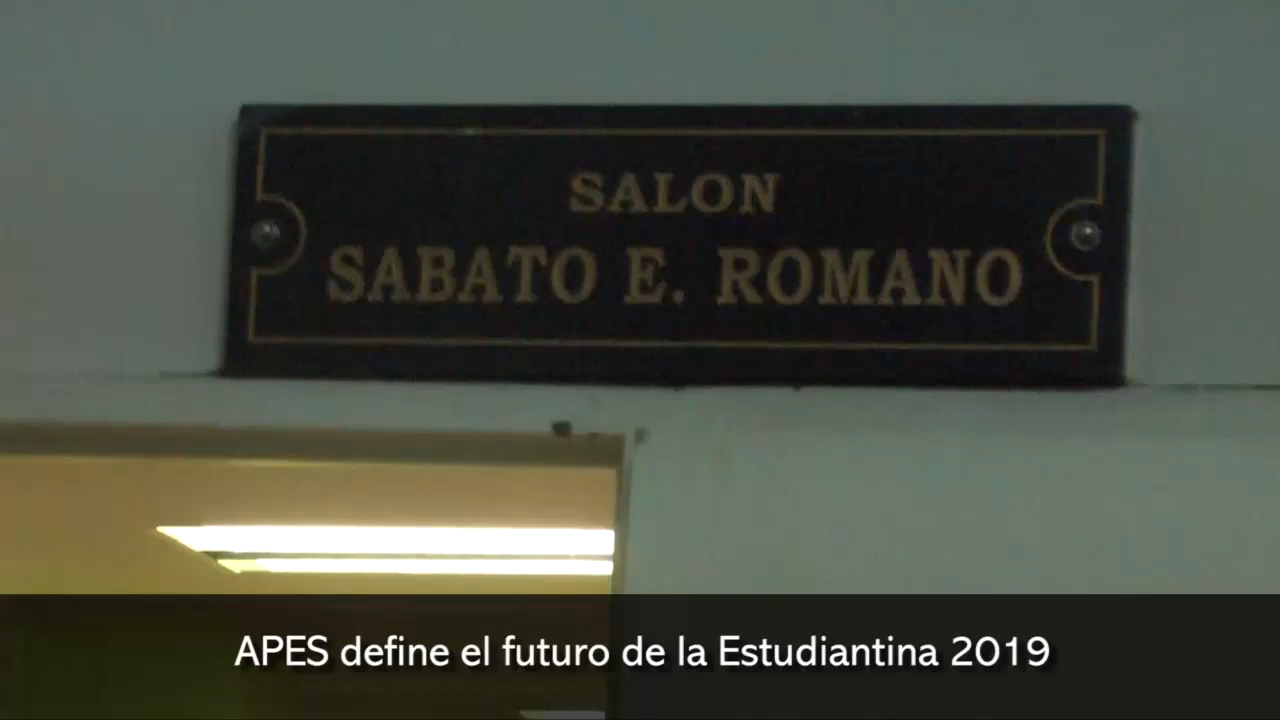 SALON
SABATO E. ROMANO
APES define el futuro de la Estudiantina 2019